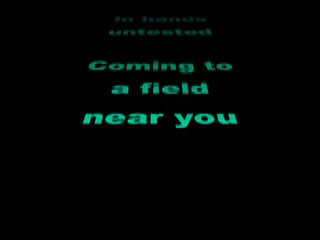 In hands
untested
Coming to
a field
near you